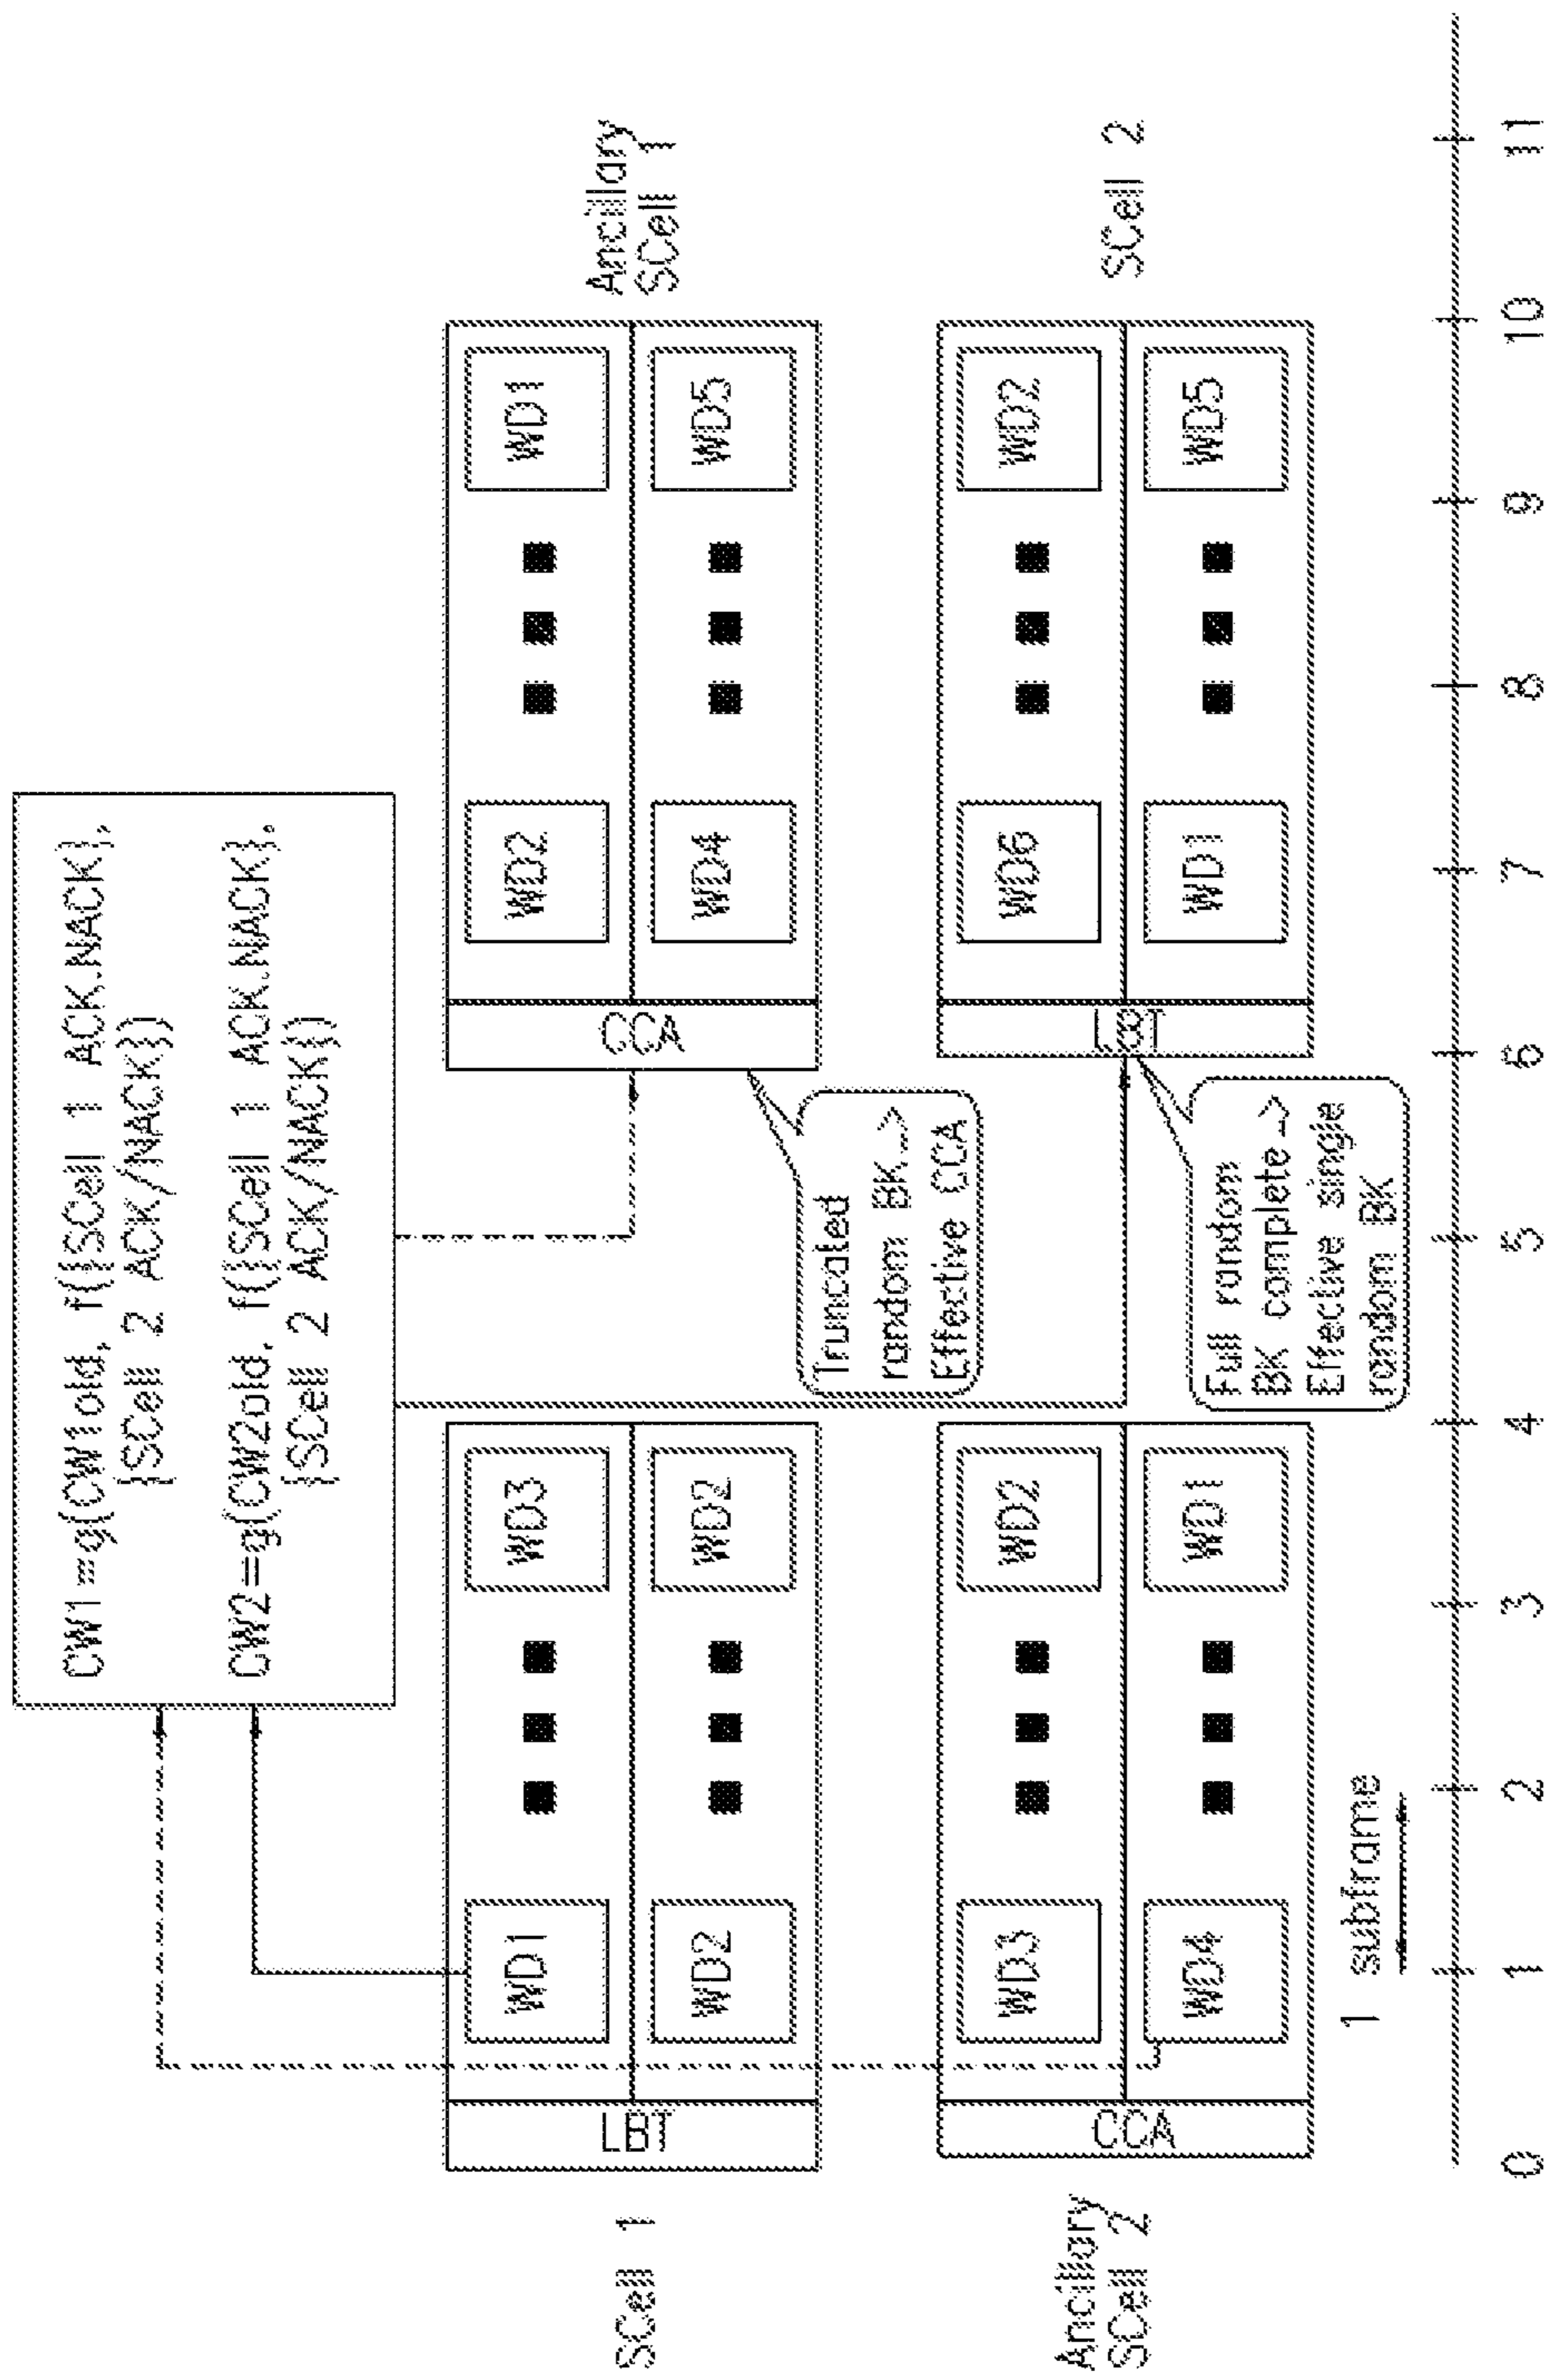 CW1=g(CW1old, f({SCell 1 ACK.NACK},
{SCell 2 ACK/NACK})
CW2=g(CW2old, f({SCell 1 ACK.NACK},
{SCell 2 ACK/NACK})
SCell 1
LBT
WD1
WD3
WD2
WD2
CCA
WD2
WD1
WD4
WD5
Ancillary
SCell 1
Truncated
random BK->
Effective CCA
Ancillary
SCell 2
CCA
WD3
WD2
WD4
WD1
LBT
WD6
WD2
WD1
WD5
SCell 2
Full random
BK complete->
Effective single
random BK
1 subframe
0 1 2 3 4 5 6 7 8 9 10 11